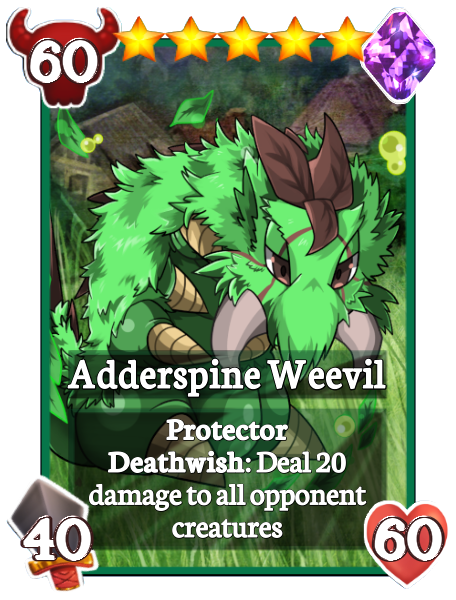 60
Adderspine Weevil
Protector
Deathwish: Deal 20
damage to all opponent
creatures
40
60